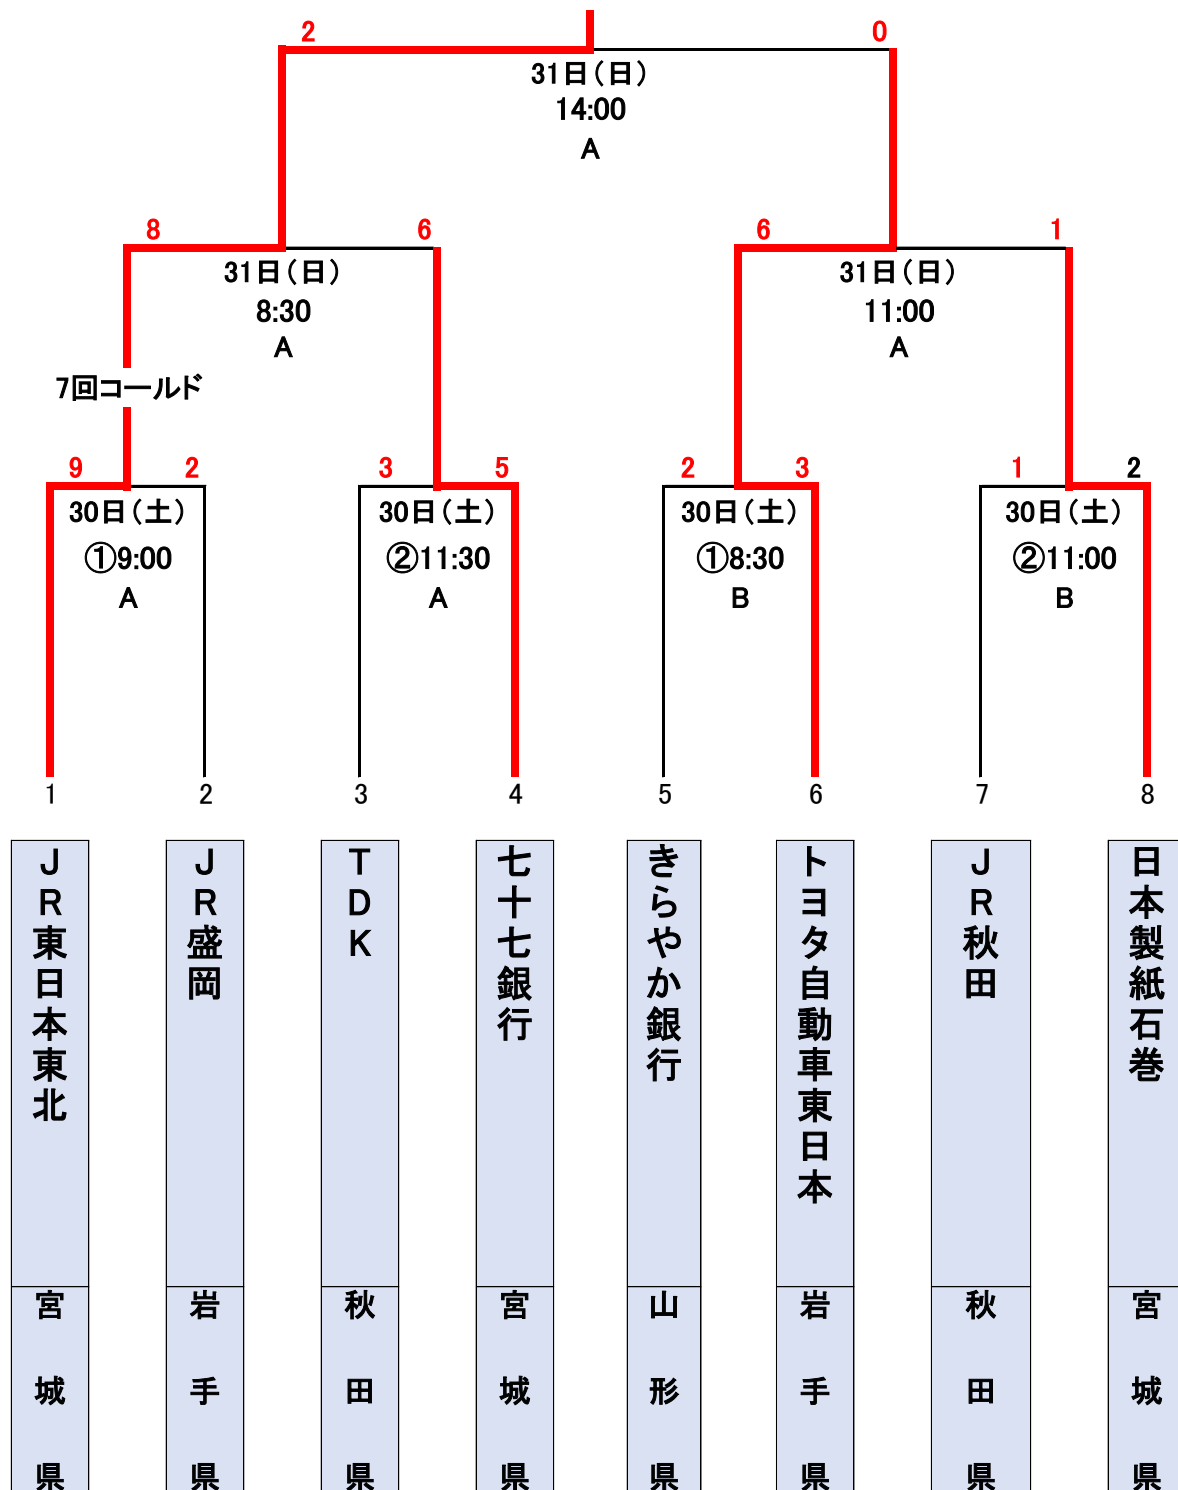 2 0
31日(日)
14:00
A
8 6 6 1
31日(日) 31日(日)
8:30 11:00
A A
7回コールド
9 2 3 5 2 3 1 2
30日(土) 30日(土) 30日(土) 30日(土)
①9:00 ②11:30 ①8:30 ②11:00
A A B B
1 2 3 4 5 6 7 8
JR東日本東北
JR盛岡
TDK
七十七銀行
きらやか銀行
トヨタ自動車東日本
JR秋田
日本製紙石巻
宮城県
岩手県
秋田県
宮城県
山形県
岩手県
秋田県
宮城県